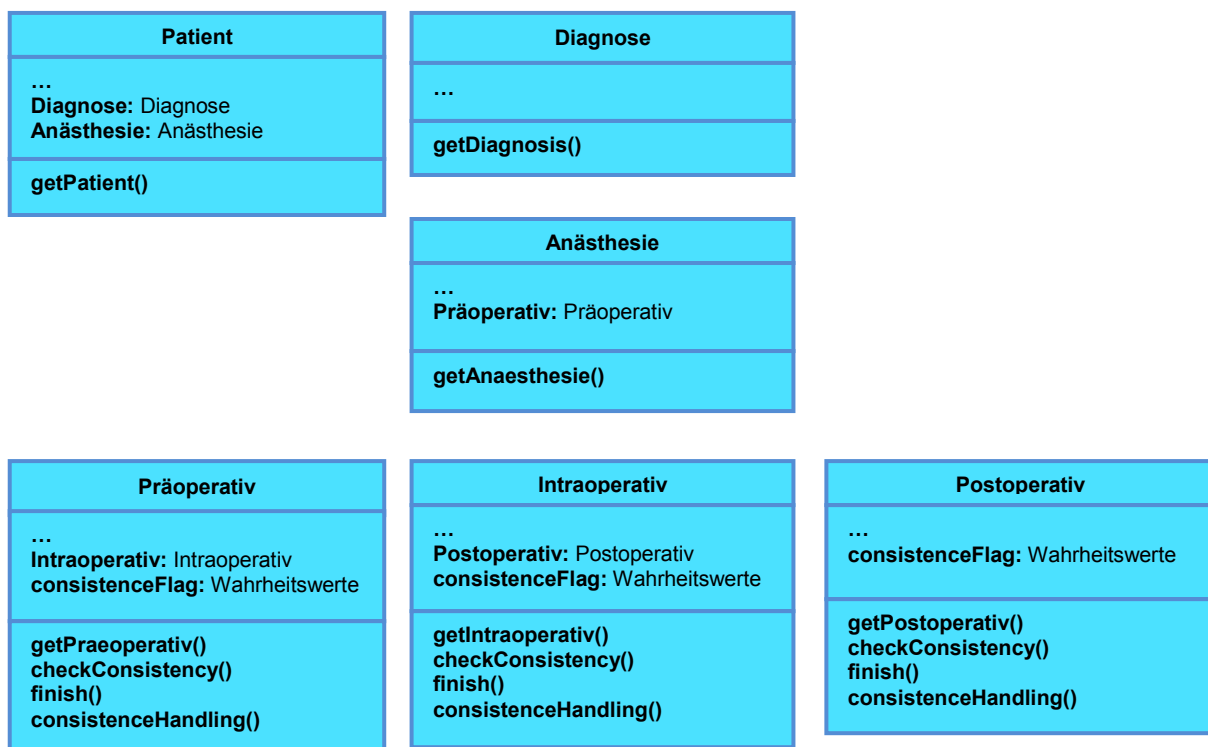 Patient
…
Diagnose: Diagnose
Anästhesie: Anästhesie
getPatient()
Diagnose
…
getDiagnosis()
Anästhesie
…
Präoperativ: Präoperativ
getAnaesthesie()
Präoperativ
…
Intraoperativ: Intraoperativ
consistenceFlag: Wahrheitswerte
getPraeoperativ()
checkConsistency()
finish()
consistenceHandling()
Intraoperativ
…
Postoperativ: Postoperativ
consistenceFlag: Wahrheitswerte
getIntraoperativ()
checkConsistency()
finish()
consistenceHandling()
Postoperativ
…
consistenceFlag: Wahrheitswerte
getPostoperativ()
checkConsistency()
finish()
consistenceHandling()